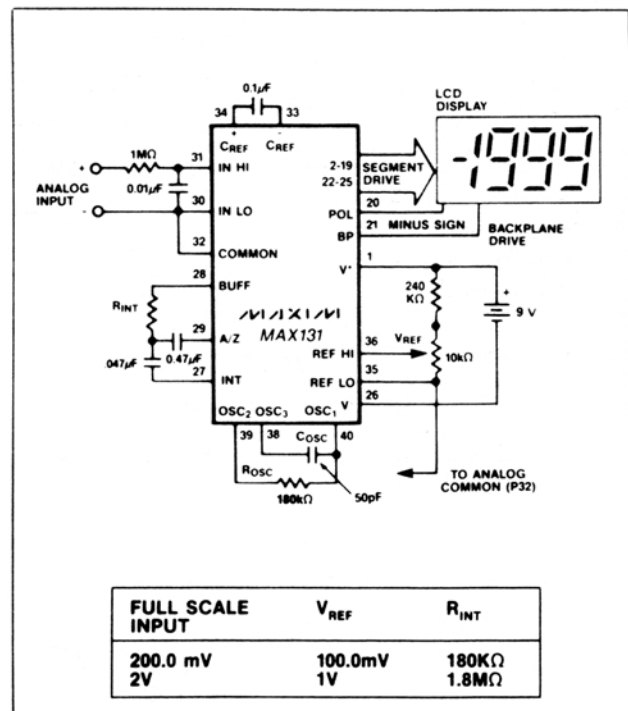 0.1µF
34 33
+ -
CREF CREF
LCD
DISPLAY
-1999
1MΩ
31
IN HI
+
ANALOG
INPUT
0.01µF
-
30
IN LO
32
COMMON
2-19
22-25
SEGMENT
DRIVE
20
POL
MINUS SIGN
21
BP
BACKPLANE
DRIVE
1
V+
28
BUFF
RINT
29
A/Z
0.47µF
047µF
27
INT
MAXIM
MAX131
240
KΩ
+
9 V
36
REF HI
VREF
10kΩ
35
REF LO
26
V
OSC2 OSC3 OSC1
39 38 40
COSC
ROSC
180kΩ
50pF
TO ANALOG
COMMON (P32)
FULL SCALE
INPUT VREF RINT
200.0 mV 100.0mV 180KΩ
2V 1V 1.8MΩ